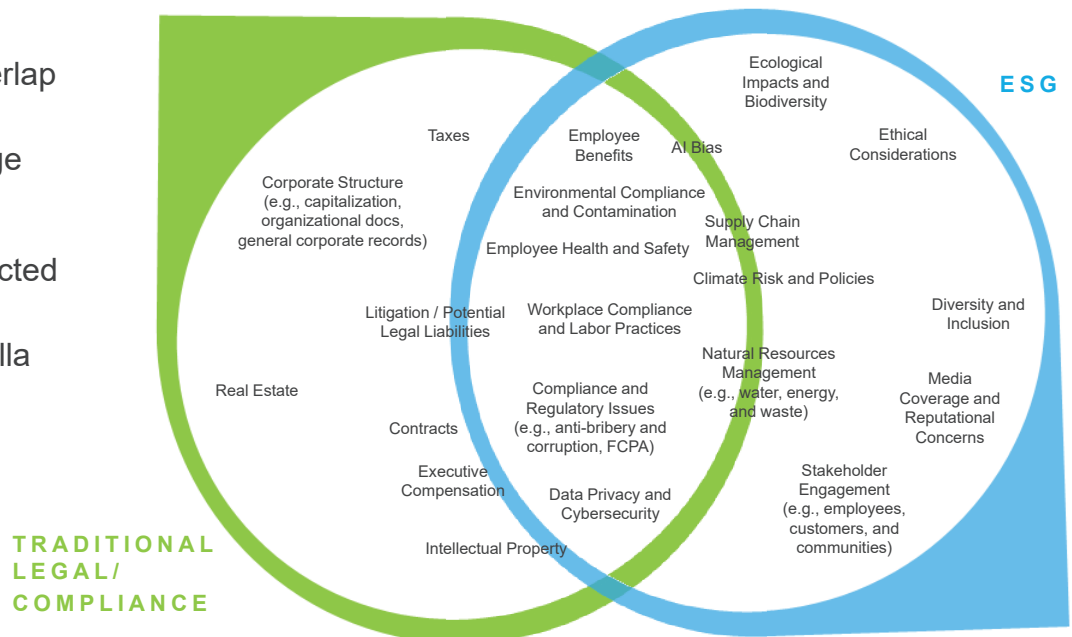 erlap
ge
cted
lla
TRADITIONAL
LEGAL/
COMPLIANCE
Taxes
Corporate Structure
(e.g., capitalization,
organizational docs,
general corporate records)
Litigation / Potential
Legal Liabilities
Real Estate
Contracts
Executive
Compensation
Intellectual Property
Employee
Benefits
AI Bias
Environmental Compliance
and Contamination
Supply Chain
Management
Employee Health and Safety
Climate Risk and Policies
Workplace Compliance
and Labor Practices
Natural Resources
Management
(e.g., water, energy,
and waste)
Compliance and
Regulatory Issues
(e.g., anti-bribery and
corruption, FCPA)
Data Privacy and
Cybersecurity
ESG
Ecological
Impacts and
Biodiversity
Ethical
Considerations
Diversity and
Inclusion
Media
Coverage and
Reputational
Concerns
Stakeholder
Engagement
(e.g., employees,
customers, and
communities)